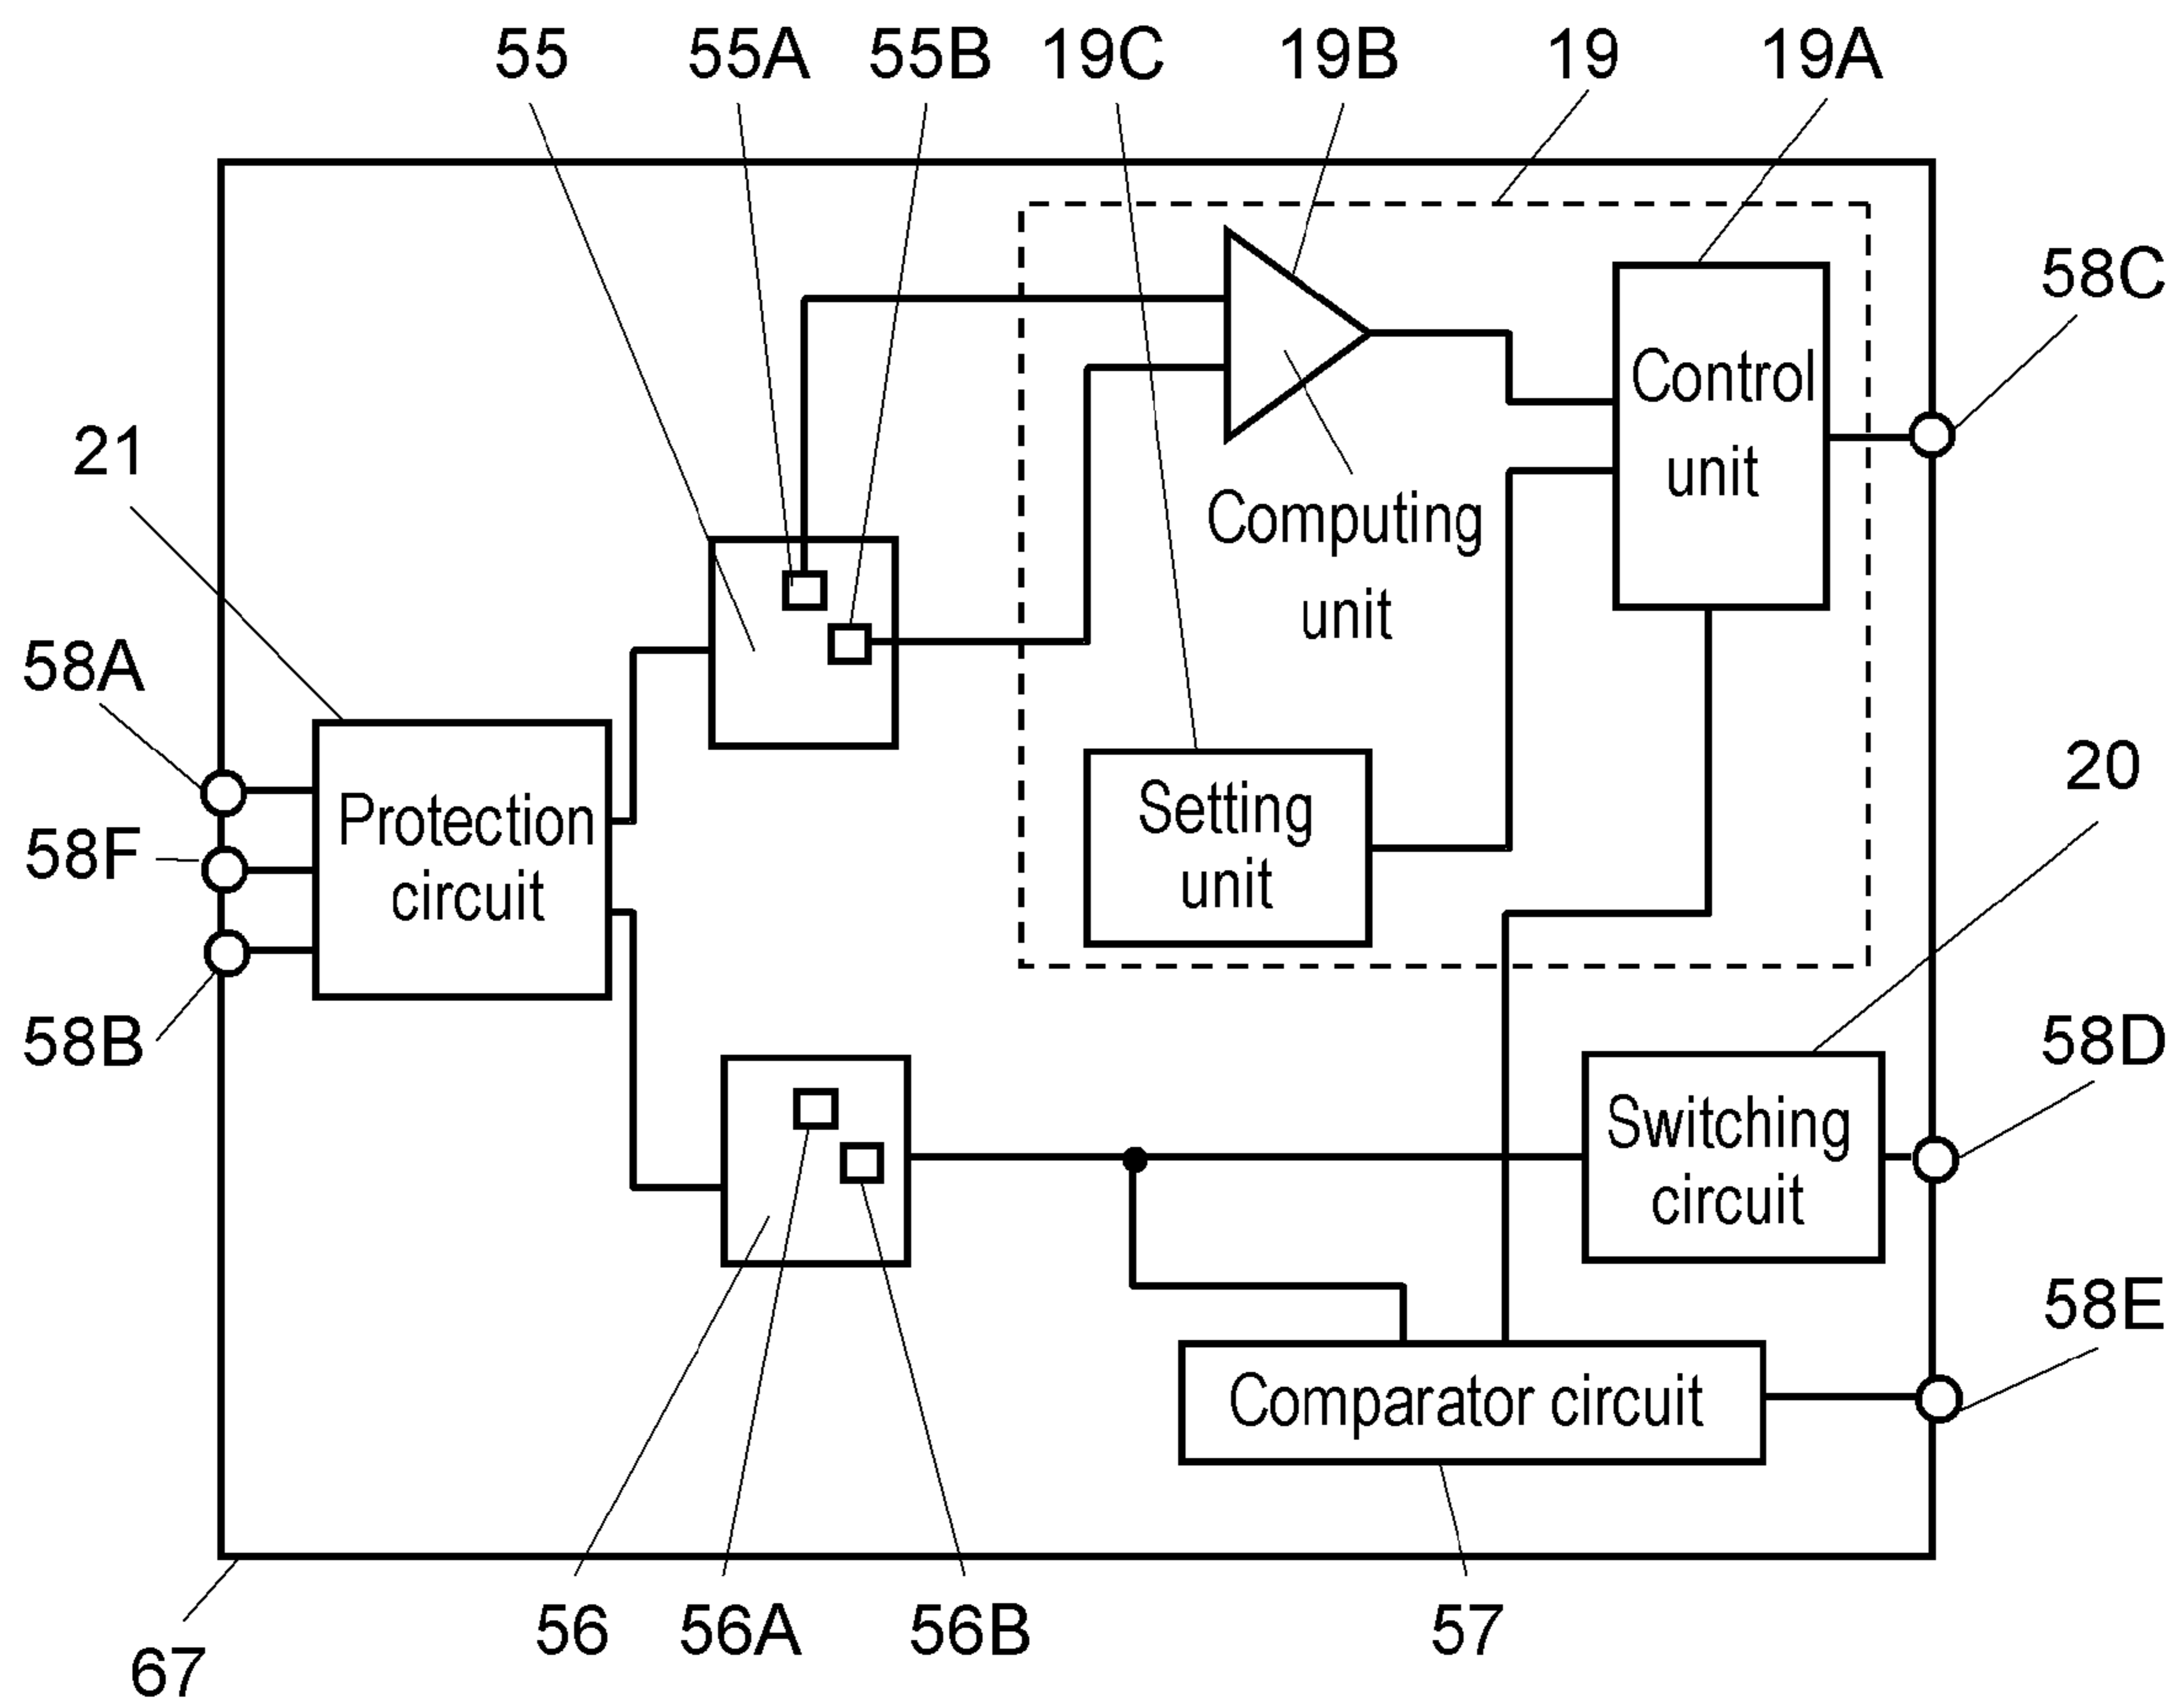 55 55A 55B 19C 19B 19 19A
58C
21
Control
unit
Computing
unit
58A
20
Setting
unit
Protection
circuit
58F
58B
58D
Switching
circuit
58E
Comparator circuit
56 56A 56B 57
67